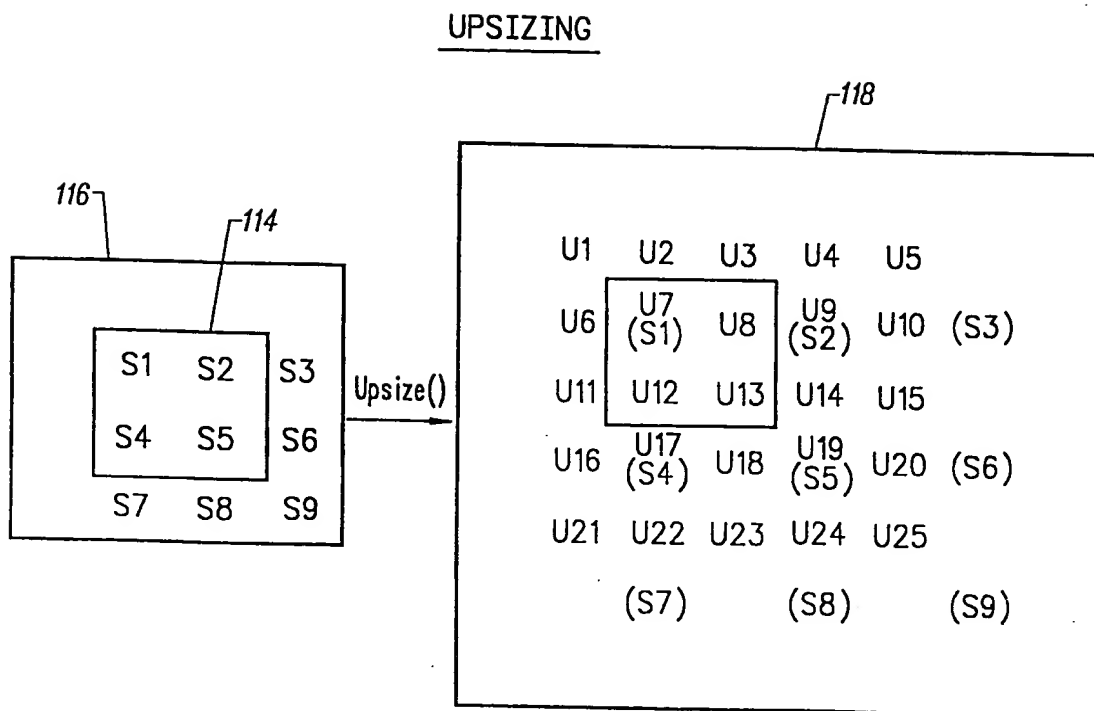 UPSIZING
118
116
114
U1 U2 U3 U4 U5
U7 U9
U6 (S1) U8 (S2) U10 (S3)
S1 S2 S3
Upsize()
U11 U12 U13 U14 U15
S4 S5 S6
U17 U19
U16 (S4) U18 (S5) U20 (S6)
S7 S8 S9
U21 U22 U23 U24 U25
(S7) (S8) (S9)